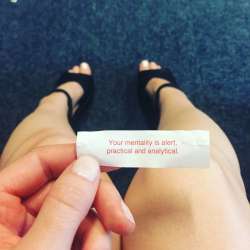 Your mentality is alert,
practical and analytical.